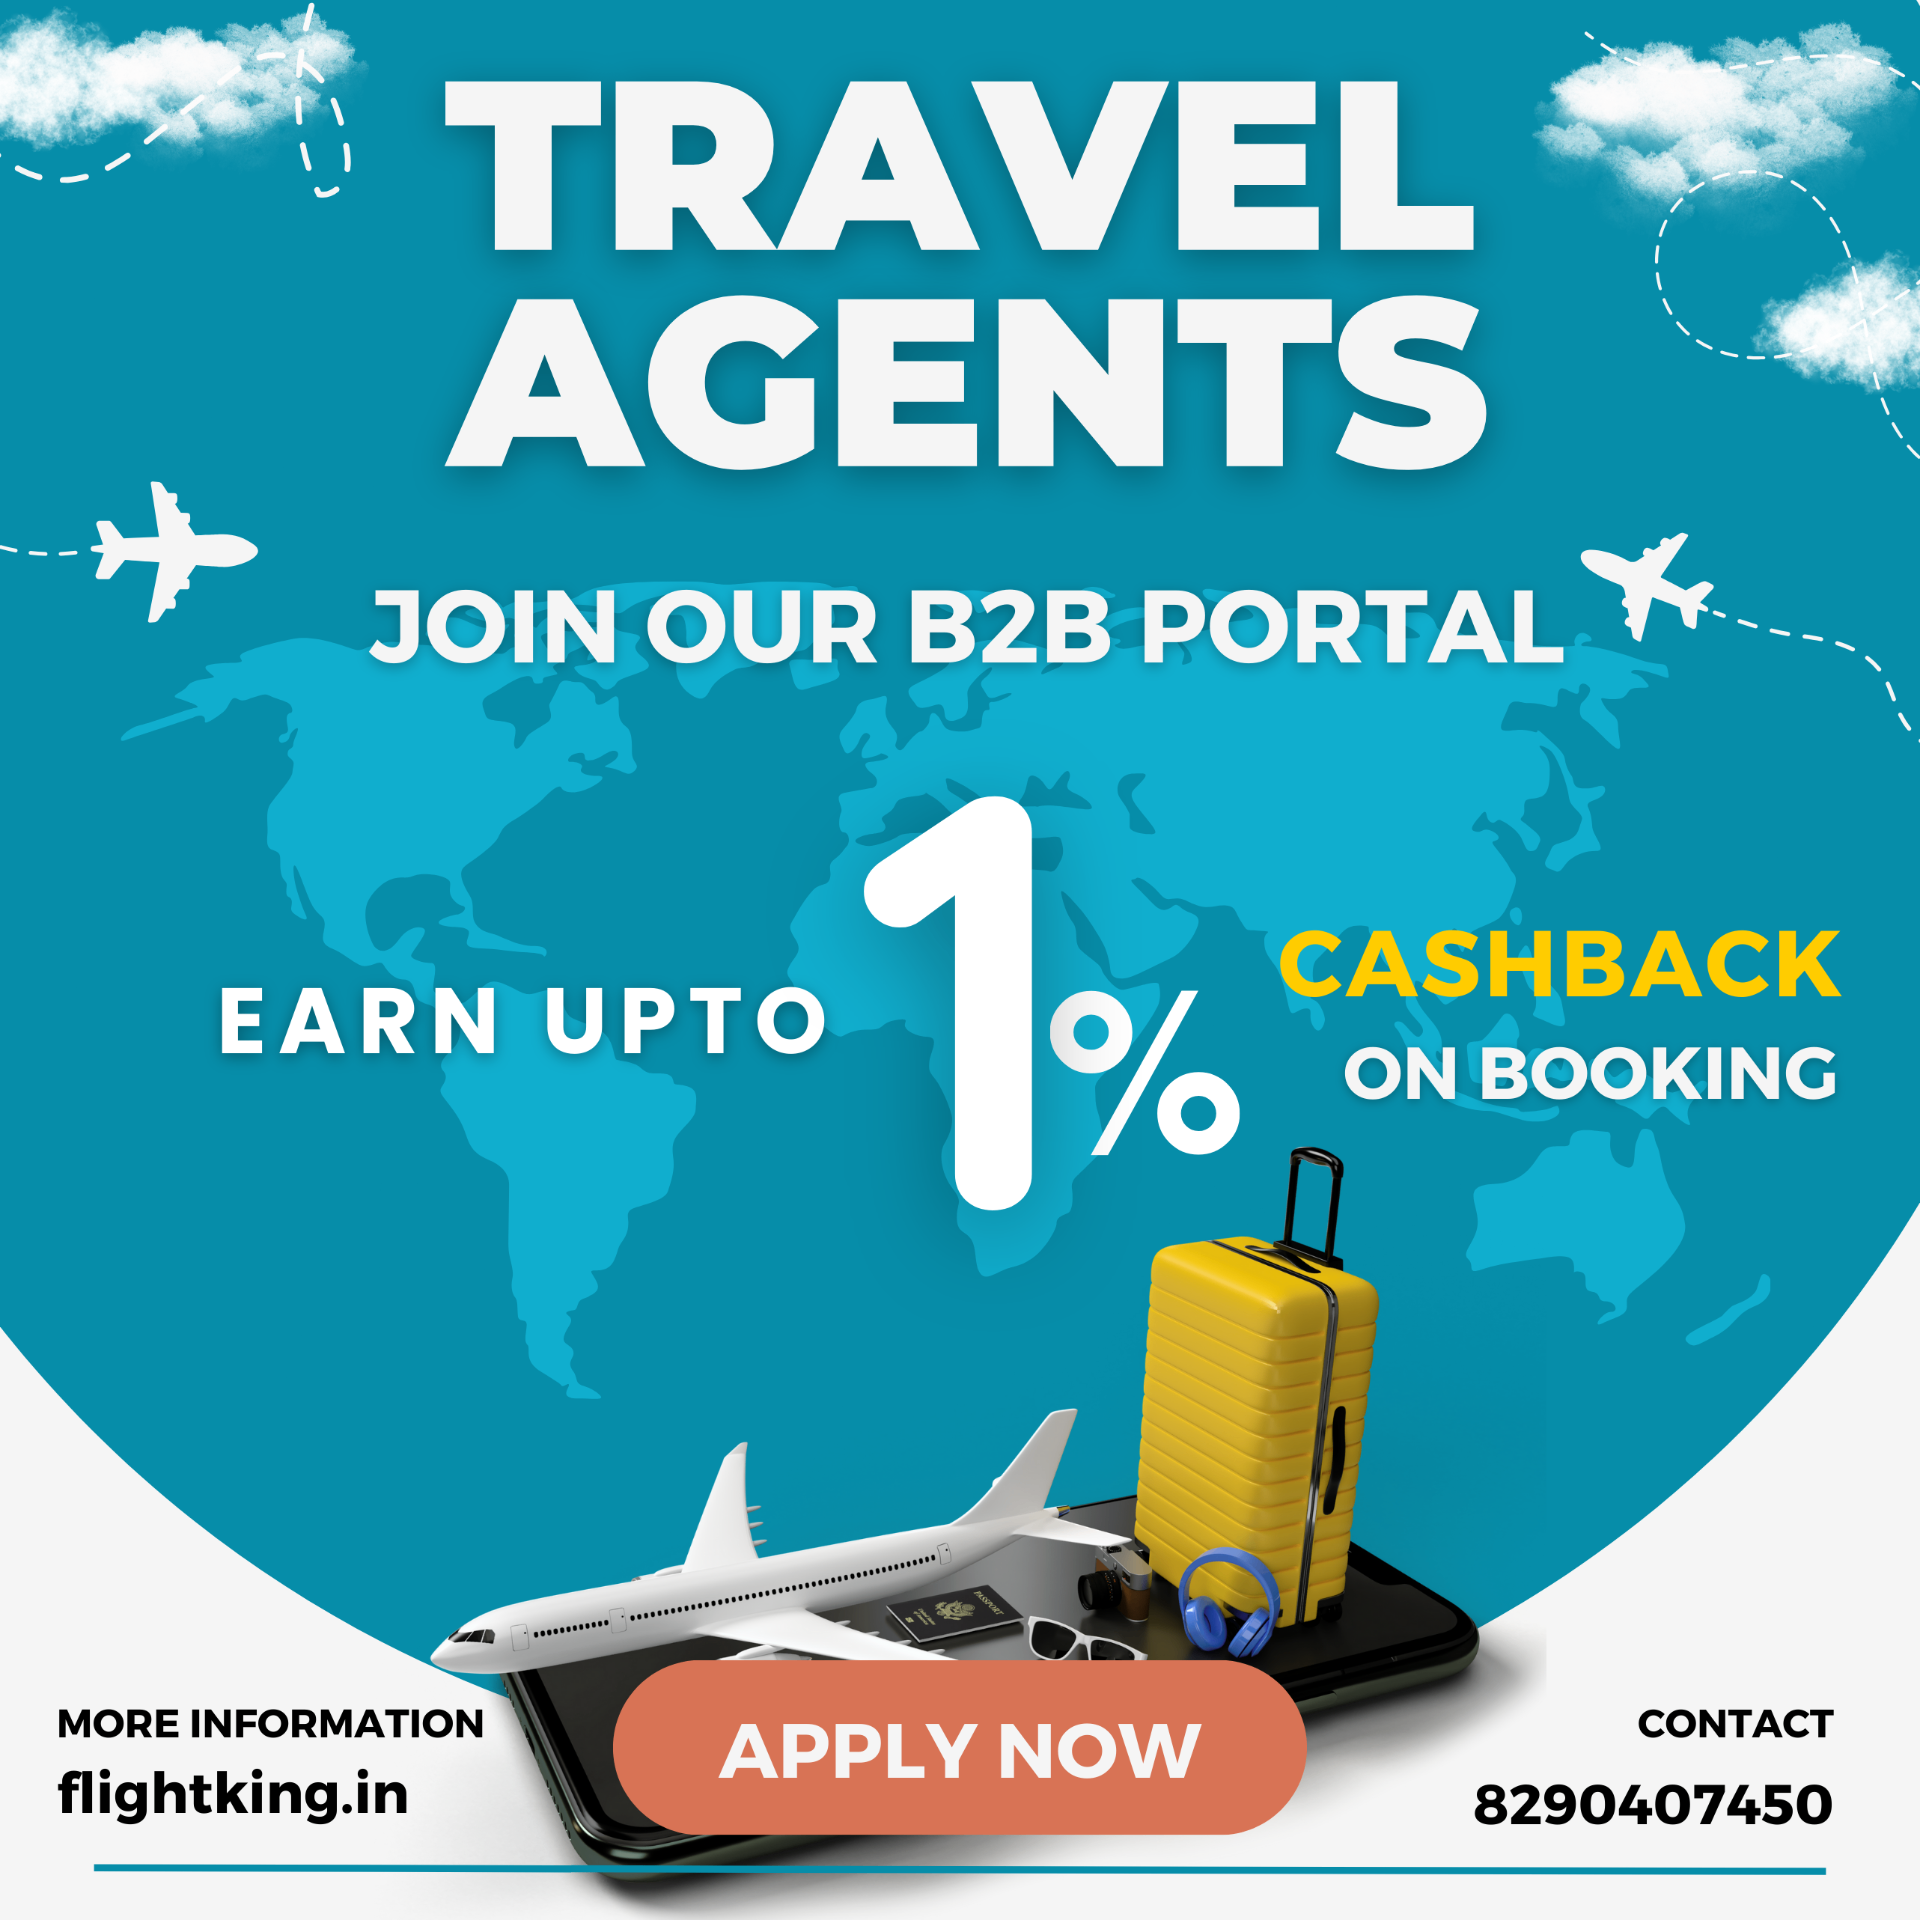 TRAVEL
AGENTS
JOIN OUR B2B PORTAL
EARN UPTO
1%
CASHBACK
ON BOOKING
PASSPORT
APPLY NOW
MORE INFORMATION
flightking.in
CONTACT
8290407450